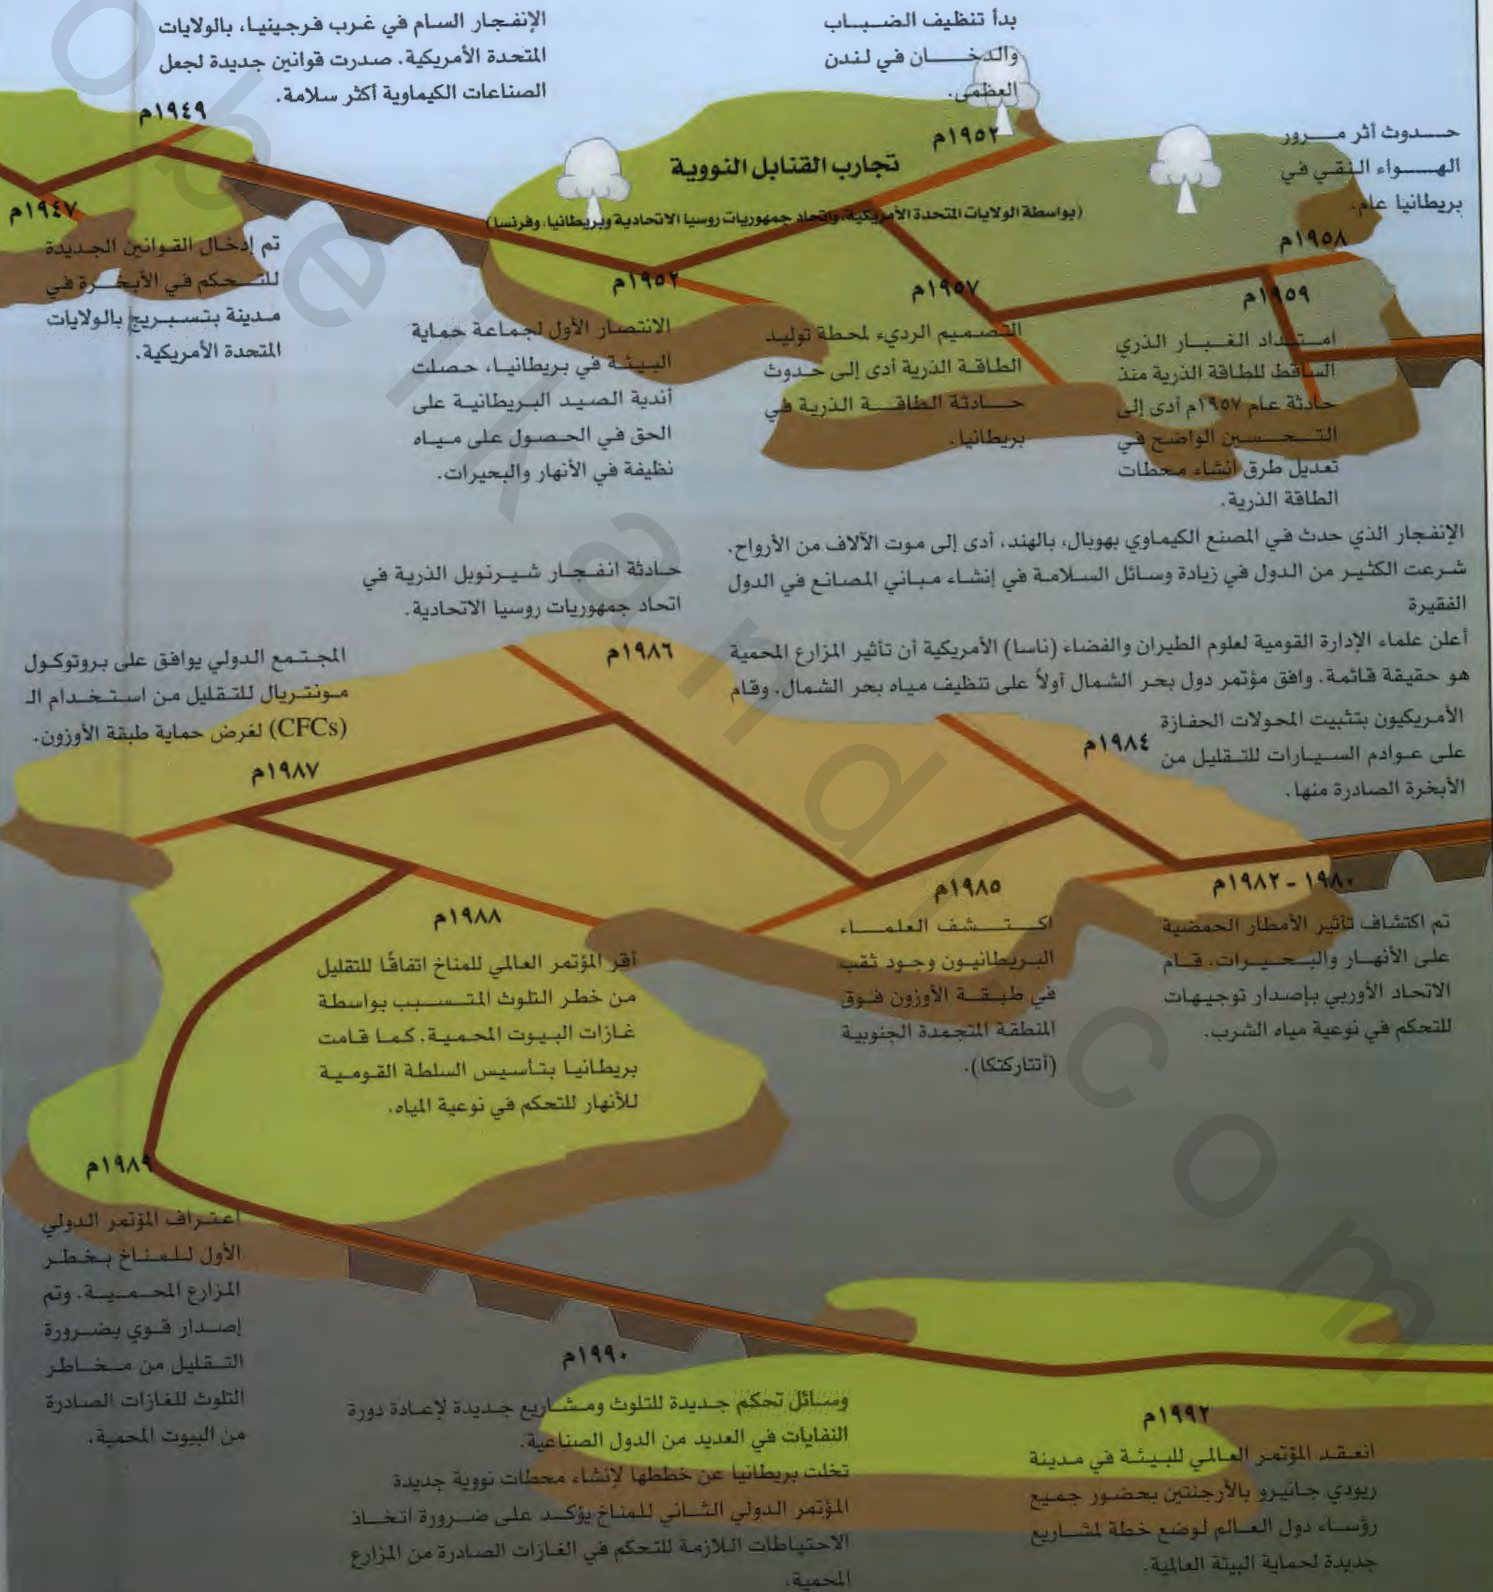 الإنفجار السام في غرب فرجينيا، بالولايات
المتحدة الأمريكية. صدرت قوانين جديدة لجعل
الصناعات الكيماوية أكثر سلامة.
١٩٤٩م
١٩٤٧م
تم إدخال القوانين الجديدة
للتحكم في الأبخرة في
مدينة بتسبريج بالولايات
المتحدة الأمريكية.
بدأ تنظيف الضباب
والدخان في لندن
العظمى.
١٩٥٢م
تجارب القنابل النووية
(بواسطة الولايات المتحدة الأمريكية، واتحاد جمهوريات روسيا الاتحادية وبريطانيا، وفرنسا)
حدوث أثر مرور
الهواء النقي في
بريطانيا عام.
١٩٥٨م
١٩٥٢م
الانتصار الأول لجماعة حماية
البيئة في بريطانيا، حصلت
أندية الصيد البريطانية على
الحق في الحصول على مياه
نظيفة في الأنهار والبحيرات.
١٩٥٧م
التصميم الرديء لمحطة توليد
الطاقة الذرية أدى إلى حدوث
حادثة الطاقة الذرية في
بريطانيا.
١٩٥٩م
امتداد الغبار الذري
الساقط للطاقة الذرية منذ
حادثة عام ١٩٥٧م أدى إلى
التحسين الواضح في
تعديل طرق انشاء محطات
الطاقة الذرية.
الإنفجار الذي حدث في المصنع الكيماوي بهوبال، بالهند، أدى إلى موت الآلاف من الأرواح.
شرعت الكثير من الدول في زيادة وسائل السلامة في إنشاء مباني المصانع في الدول
الفقيرة
أعلن علماء الإدارة القومية لعلوم الطيران والفضاء (ناسا) الأمريكية أن تأثير المزارع المحمية
هو حقيقة قائمة. وافق مؤتمر دول بحر الشمال أولاً على تنظيف مياه بحر الشمال. وقام
الأمريكيون بتثبيت المحولات الحفازة
على عوادم السيارات للتقليل من
الأبخرة الصادرة منها.
١٩٨٤م
حادثة انفجار شيرنوبل الذرية في
اتحاد جمهوريات روسيا الاتحادية.
١٩٨٦م
المجتمع الدولي يوافق على بروتوكول
مونتريال للتقليل من استخدام الـ
(CFCs) لغرض حماية طبقة الأوزون.
١٩٨٧م
١٩٨٠ - ١٩٨٢م
تم اكتشاف تأثير الأمطار الحمضية
على الأنهار والبحيرات. قام
الاتحاد الأوربي بإصدار توجيهات
للتحكم في نوعية مياه الشرب.
١٩٨٥م
اكتشف العلماء
البريطانيون وجود ثقب
في طبقة الأوزون فوق
المنطقة المتجمدة الجنوبية
(أنتاركتكا).
١٩٨٨م
أقر المؤتمر العالمي للمناخ اتفاقًا للتقليل
من خطر التلوث المتسبب بواسطة
غازات البيوت المحمية. كما قامت
بريطانيا بتأسيس السلطة القومية
للأنهار للتحكم في نوعية المياه.
١٩٨٩م
اعتراف المؤتمر الدولي
الأول للمناخ بخطر
المزارع المحمية. وتم
إصدار قوي بضرورة
التقليل من مخاطر
التلوث للغازات الصادرة
من البيوت المحمية.
١٩٩٠م
وسائل تحكم جديدة للتلوث ومشاريع جديدة لإعادة دورة
النفايات في العديد من الدول الصناعية.
تخلت بريطانيا عن خططها لإنشاء محطات نووية جديدة
المؤتمر الدولي الثاني للمناخ يؤكد على ضرورة اتخاذ
الاحتياطات اللازمة للتحكم في الغازات الصادرة من المزارع
المحمية.
١٩٩٢م
انعقد المؤتمر العالمي للبيئة في مدينة
ريودي جانيرو بالأرجنتين بحضور جميع
رؤساء دول العالم لوضع خطة لمشاريع
جديدة لحماية البيئة العالمية.
obeikandl.com